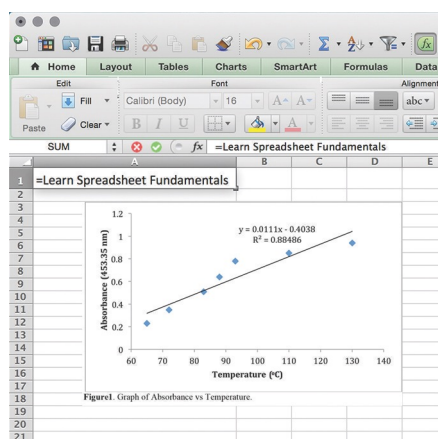 Home Layout Tables Charts SmartArt Formulas Data
Edit Font Alignment
Paste Fill Clear Calibri (Body) 16 A A abc
B I U A
SUM fx =Learn Spreadsheet Fundamentals
A B C D E
1 =Learn Spreadsheet Fundamentals
2
3
4
5
6
7
8
9
10
11
12
13
14
15
16
17
18
19
20
21
1.2
1
0.8
0.6
0.4
0.2
0
Absorbance (453.35 nm)
y = 0.0111x - 0.4038
R² = 0.88486
60 70 80 90 100 110 120 130 140
Temperature (ºC)
Figure1. Graph of Absorbance vs Temperature.